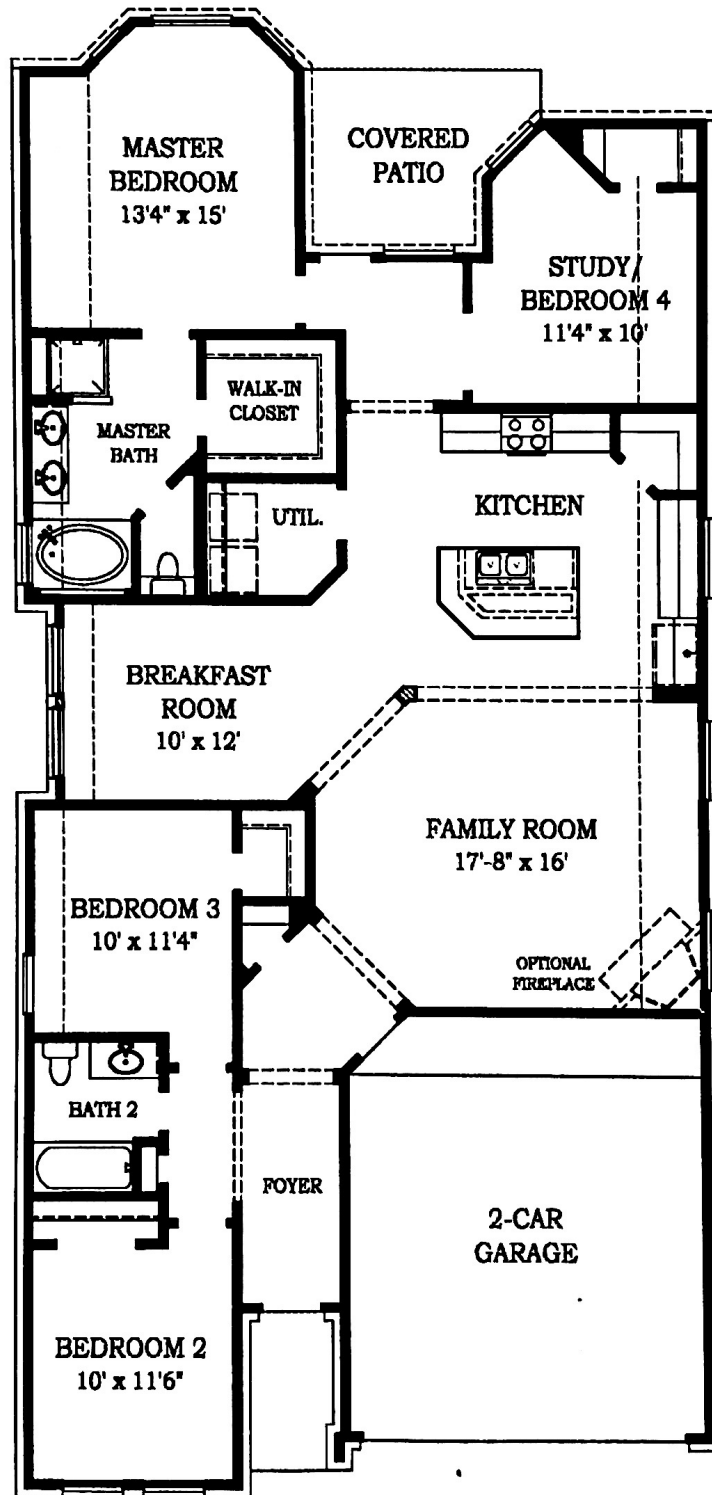 MASTER
BEDROOM
13'4" x 15'
COVERED
PATIO
STUDY/
BEDROOM 4
11'4" x 10'
WALK-IN
CLOSET
MASTER
BATH
UTIL.
KITCHEN
BREAKFAST
ROOM
10' x 12'
FAMILY ROOM
17'-8" x 16'
BEDROOM 3
10' x 11'4"
OPTIONAL
FIREPLACE
BATH 2
FOYER
2-CAR
GARAGE
BEDROOM 2
10' x 11'6"